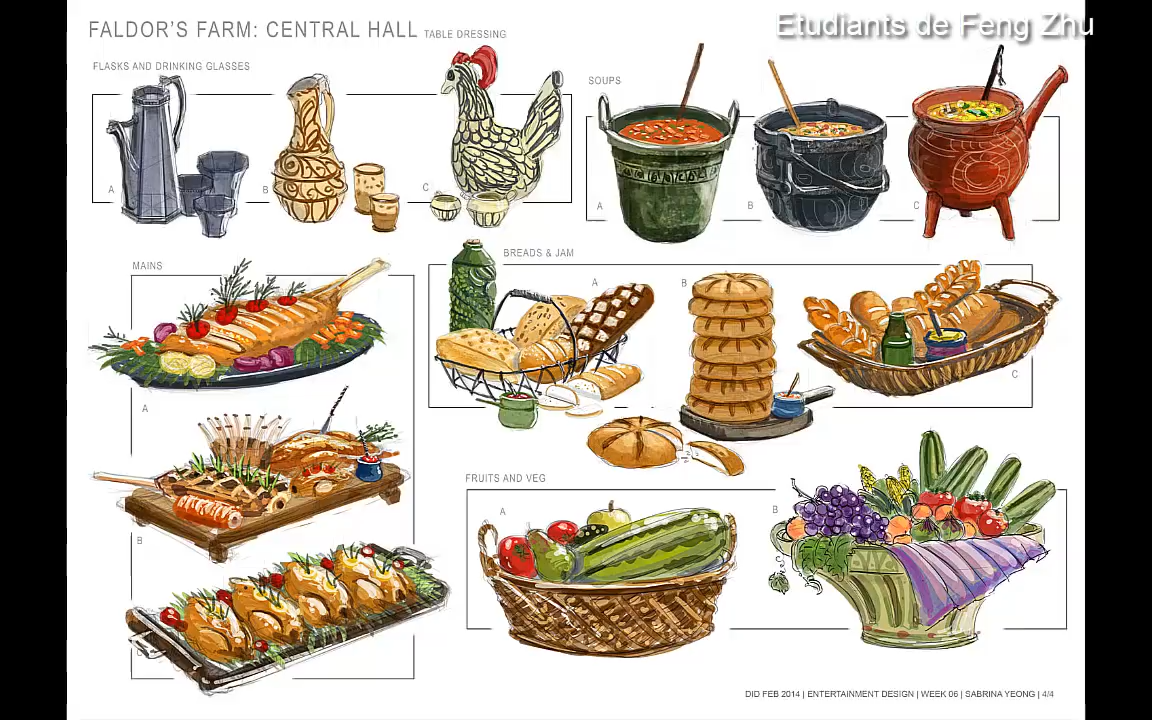 Etudiants de Feng Zhu
FALDOR'S FARM: CENTRAL HALL TABLE DRESSING
FLASKS AND DRINKING GLASSES
A
B
C
SOUPS
A
B
C
MAINS
A
B
BREADS & JAM
A
B
C
FRUITS AND VEG
A
B
DID FEB 2014 | ENTERTAINMENT DESIGN | WEEK 06 | SABRINA YEONG | 4/4